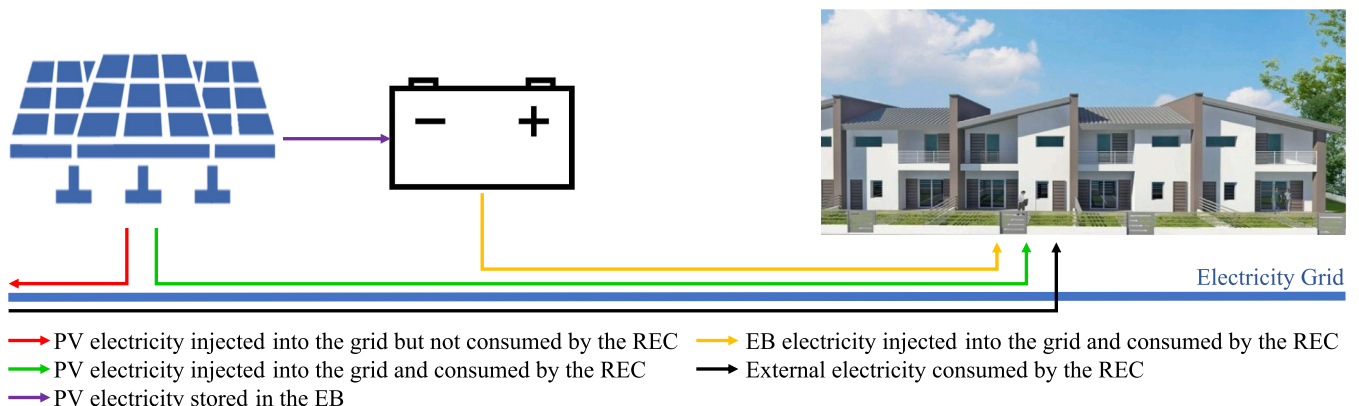 Electricity Grid
PV electricity injected into the grid but not consumed by the REC
EB electricity injected into the grid and consumed by the REC
PV electricity injected into the grid and consumed by the REC
External electricity consumed by the REC
PV electricity stored in the EB